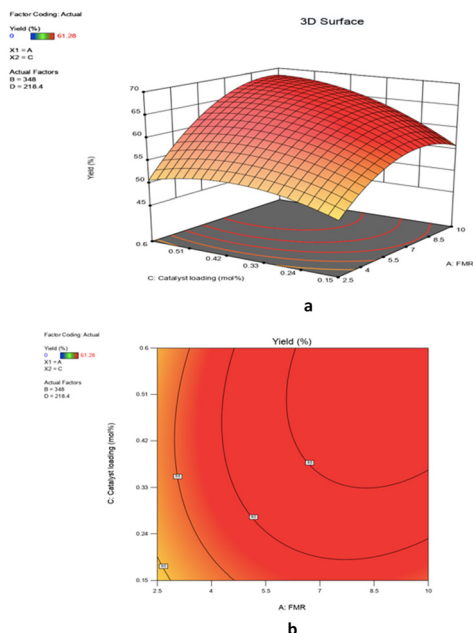 Factor Coding: Actual
3D Surface
Yield (%)
0 61.28
X1 = A
X2 = C
Actual Factors
B = 348
D = 218.4
70
65
60
55
50
45
Yield (%)
0.6
0.51
0.42
0.33
0.24
0.15
2.5
4
5.5
7
8.5
10
C: Catalyst loading (mol%)
A: FMR
a
Factor Coding: Actual
Yield (%)
Yield (%)
0 61.28
X1 = A
X2 = C
Actual Factors
B = 348
D = 218.4
0.6
0.51
0.42
0.33
0.24
0.15
C: Catalyst loading (mol%)
2.5 4 5.5 7 8.5 10
A: FMR
b